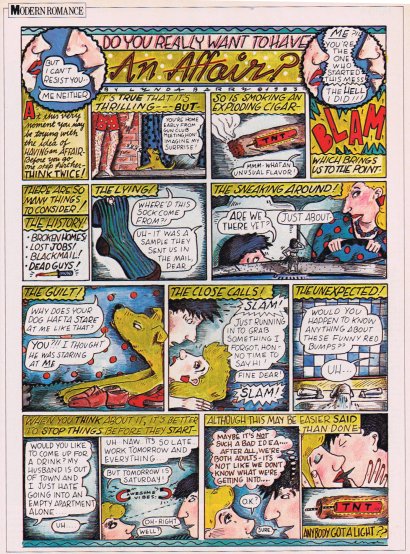 MODERN ROMANCE
DO YOU REALLY WANT TO HAVE
An Affair?
BY LYNDA BARRY ©1983
BUT
I CAN'T
RESIST YOU--
ME NEITHER
ME?!!
YOU'RE
THE ONE
WHO
STARTED
THIS MESS
THE HELL
I DID!!!
At this very
moment you may
be toying with
the idea of
HAVING an AFFAIR.
Before you go
one step further
THINK TWICE!
IT'S TRUE THAT IT'S
THRILLING---BUT-
YOU'RE HOME
EARLY FROM
GUN CLUB
MEETING HON
IMAGINE MY
SURPRISE!
SO IS SMOKING AN
EXPLODING CIGAR-
TNT
MMM- WHAT AN
UNUSUAL FLAVOR!
BLAM
WHICH BRINGS
US TO THE POINT:
THERE ARE SO
MANY THINGS
TO CONSIDER!
THE HISTORY!
• BROKEN HOMES!
• LOST JOBS!
• BLACKMAIL!
• DEAD GUYS!
THE LYING!
WHERE'D THIS
SOCK COME
FROM?!!
UH--IT WAS A
SAMPLE THEY
SENT US IN
THE MAIL,
DEAR
THE SNEAKING AROUND!
ARE WE
THERE YET?
JUST ABOUT-
THE GUILT!
WHY DOES YOUR
DOG HAFTA STARE
AT ME LIKE THAT?
YOU?!! I THOUGHT
HE WAS STARING
AT ME
THE CLOSE CALLS!
SLAM!
JUST RUNNING
IN TO GRAB
SOMETHING I
FORGOT, HON-
NO TIME TO
SAY HI!
FINE DEAR!
SLAM!
THE UNEXPECTED!
WOULD YOU
HAPPEN TO KNOW
ANYTHING ABOUT
THESE FUNNY RED
BUMPS??
UH...
WHEN YOU THINK ABOUT IT, IT'S BETTER
TO STOP THINGS BEFORE THEY START-
WOULD YOU LIKE
TO COME UP FOR
A DRINK? MY
HUSBAND IS OUT
OF TOWN AND I
JUST HATE
GOING INTO AN
EMPTY APARTMENT
ALONE
UH
UH NAW. IT'S SO LATE.
WORK TOMORROW AND
EVERYTHING
BUT TOMORROW IS
SATURDAY!
AWESOME
VIBES!
OH- RIGHT
WELL?
ALTHOUGH THIS MAY BE EASIER SAID
THAN DONE.
MAYBE IT'S NOT
SUCH A BAD IDEA...
AFTER ALL, WE'RE
BOTH ADULTS- IT'S
NOT LIKE WE DON'T
KNOW WHAT WE'RE
GETTING INTO...
O.K?
SURE!
TNT
ANYBODY GOT A LIGHT?